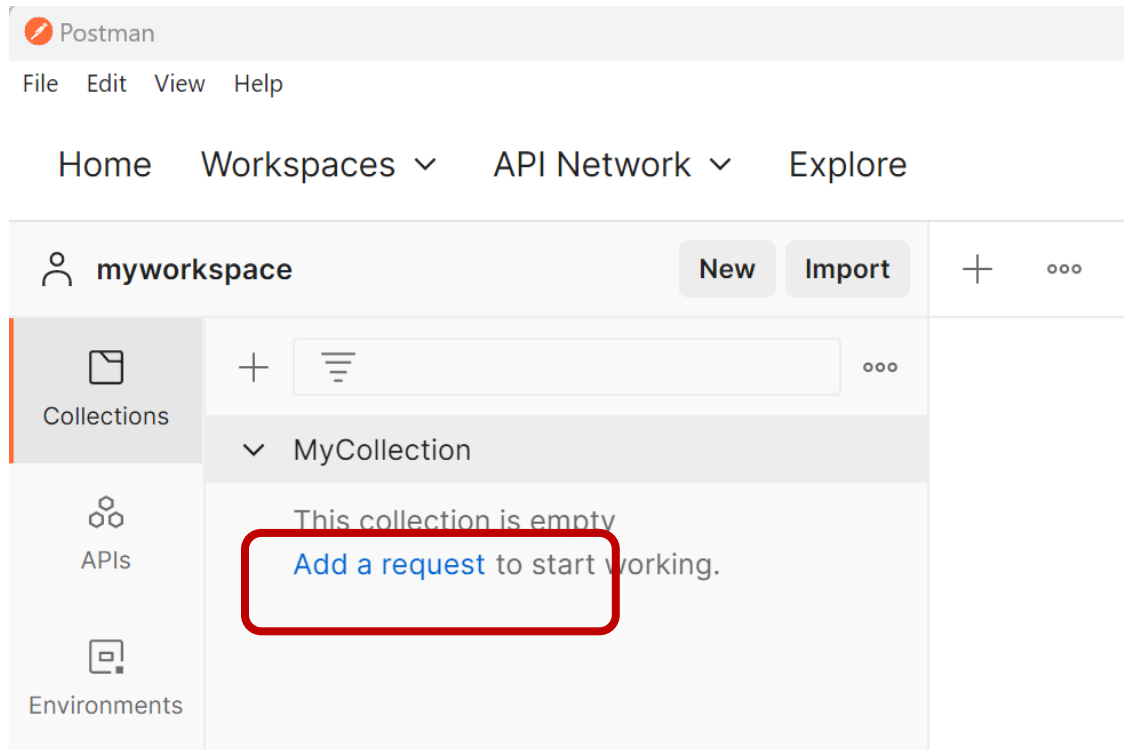 Postman
File Edit View Help
Home Workspaces API Network Explore
myworkspace New Import
Collections
MyCollection
This collection is empty
Add a request to start working.
APIs
Environments